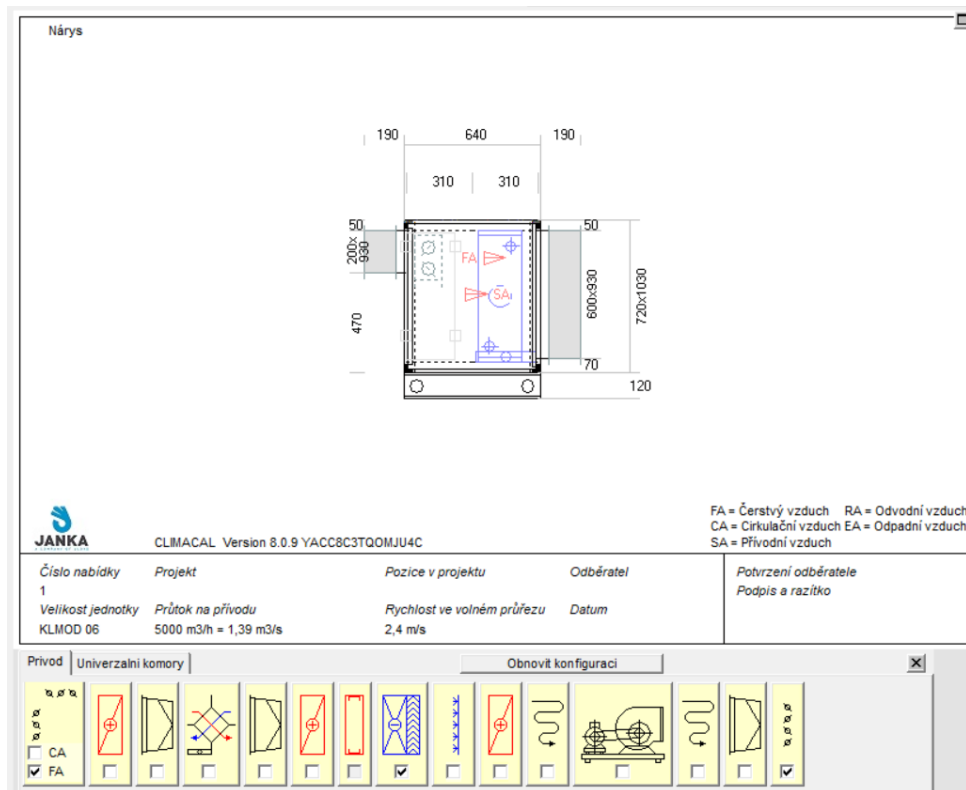 Nárys
190 640 190
310 310
50 50
200x
930
FA
600x930
720x1030
SA
470
70
120
FA = Čerstvý vzduch RA = Odvodní vzduch
CA = Cirkulační vzduch EA = Odpadní vzduch
SA = Přívodní vzduch
JANKA
CLIMACAL Version 8.0.9 YACC8C3TQOMJU4C
Číslo nabídky Projekt Pozice v projektu Odběratel Potvrzení odběratele
1 Podpis a razítko
Velikost jednotky Průtok na přívodu Rychlost ve volném průřezu Datum
KLMOD 06 5000 m3/h = 1,39 m3/s 2,4 m/s
Privod Univerzalni komory Obnovit konfiguraci
CA
FA